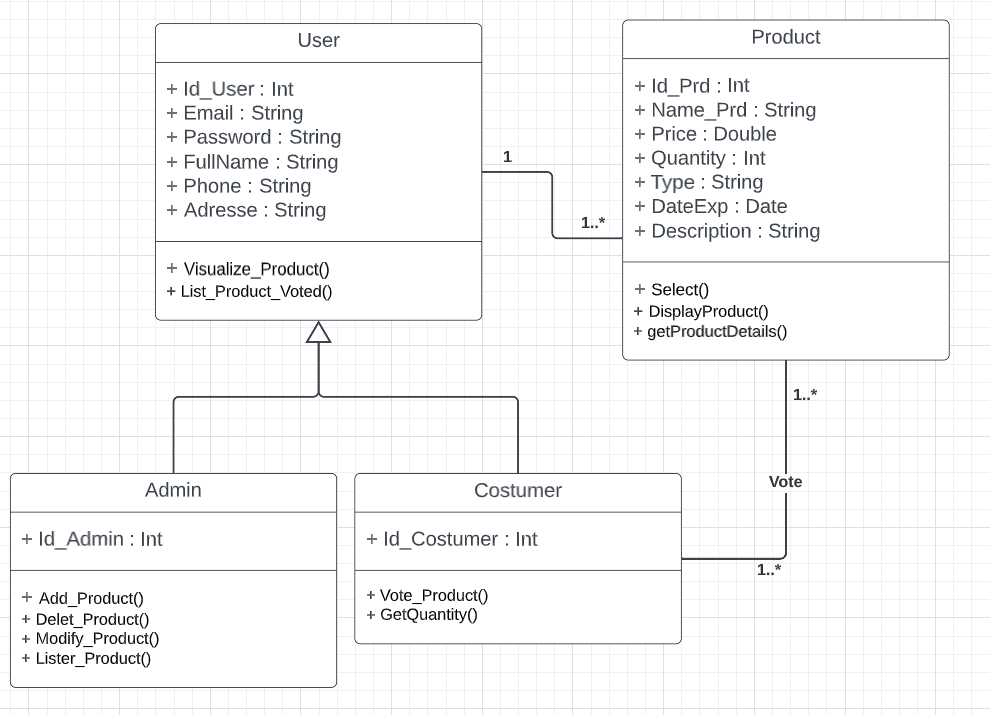 User
+ Id_User : Int
+ Email : String
+ Password : String
+ FullName : String
+ Phone : String
+ Adresse : String
+ Visualize_Product()
+ List_Product_Voted()
1
1..*
Product
+ Id_Prd : Int
+ Name_Prd : String
+ Price : Double
+ Quantity : Int
+ Type : String
+ DateExp : Date
+ Description : String
+ Select()
+ DisplayProduct()
+ getProductDetails()
1..*
Vote
1..*
Admin
+ Id_Admin : Int
+ Add_Product()
+ Delet_Product()
+ Modify_Product()
+ Lister_Product()
Costumer
+ Id_Costumer : Int
+ Vote_Product()
+ GetQuantity()